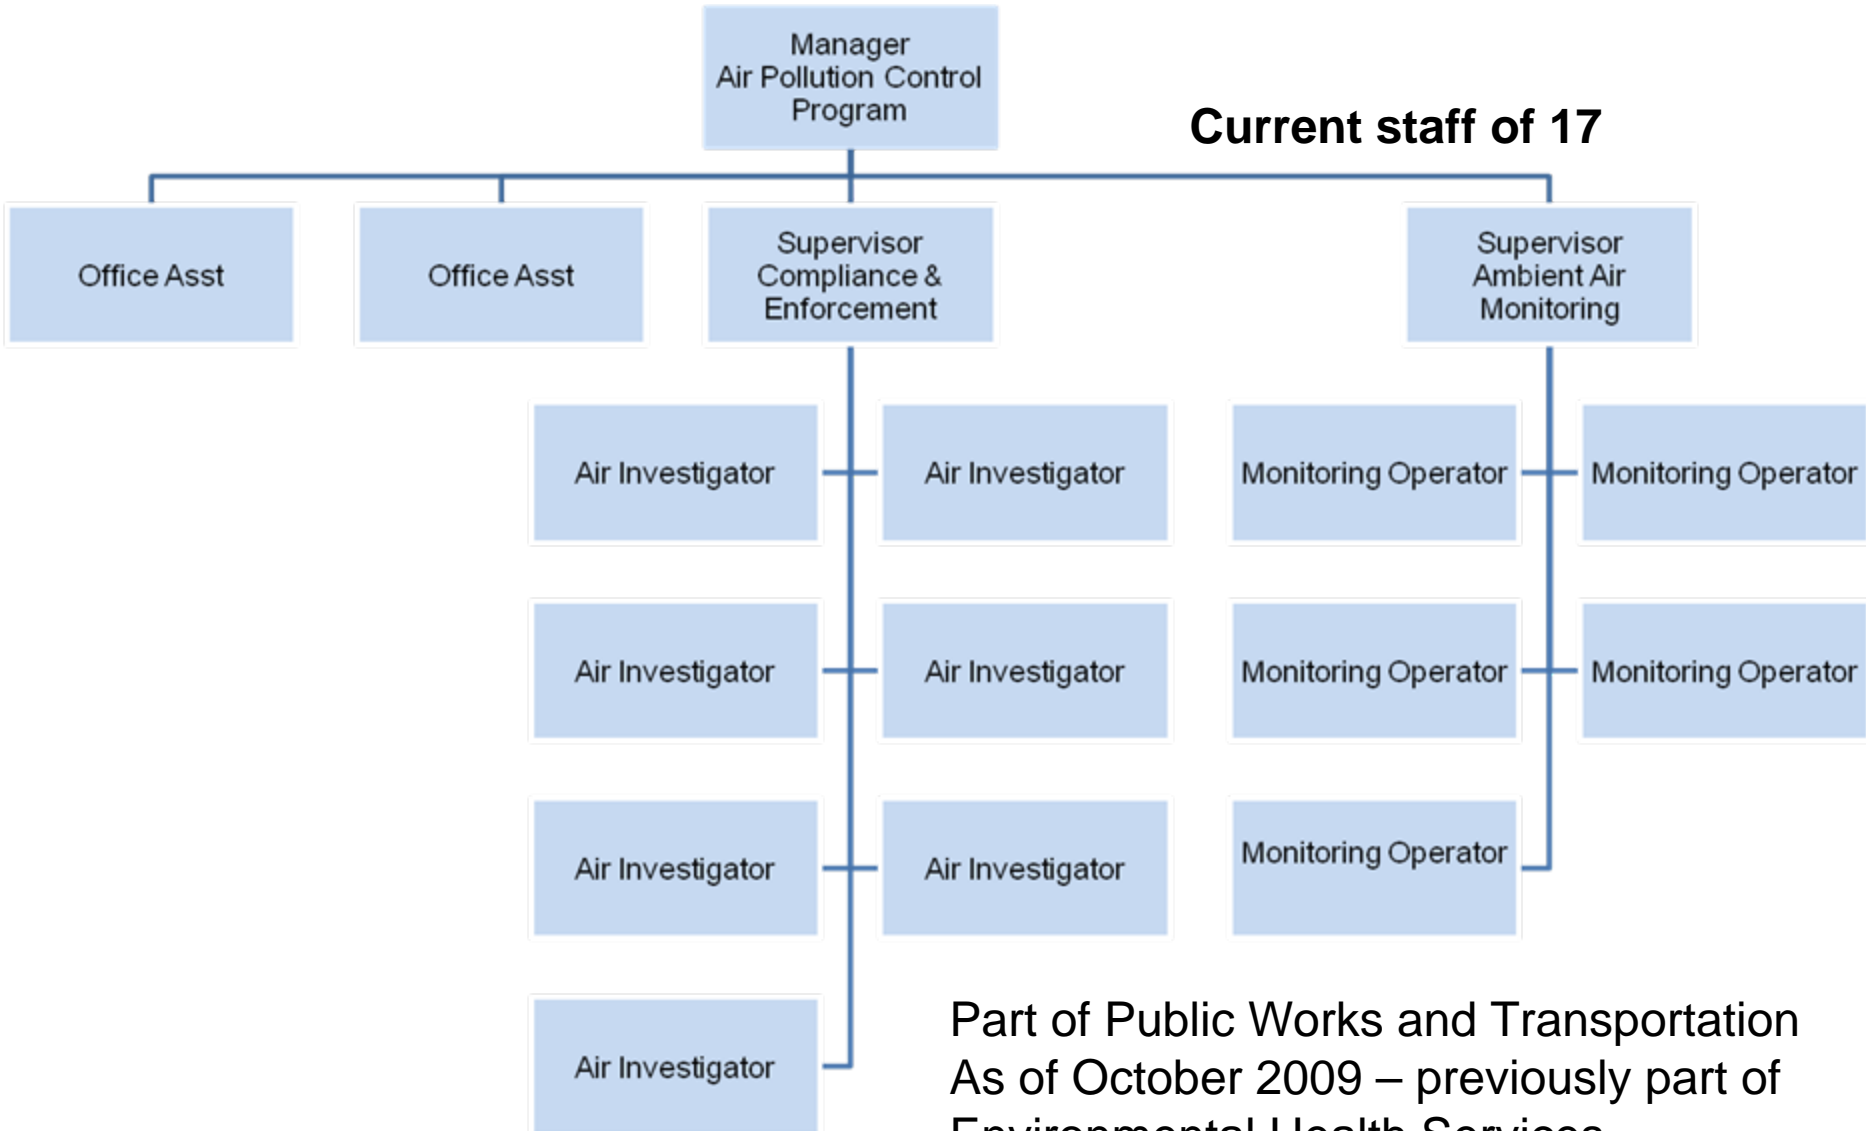 Manager
Air Pollution Control
Program
Current staff of 17
Office Asst
Office Asst
Supervisor
Compliance &
Enforcement
Supervisor
Ambient Air
Monitoring
Air Investigator
Air Investigator
Monitoring Operator
Monitoring Operator
Air Investigator
Air Investigator
Monitoring Operator
Monitoring Operator
Air Investigator
Air Investigator
Monitoring Operator
Air Investigator
Part of Public Works and Transportation
As of October 2009 – previously part of
Environmental Health Services